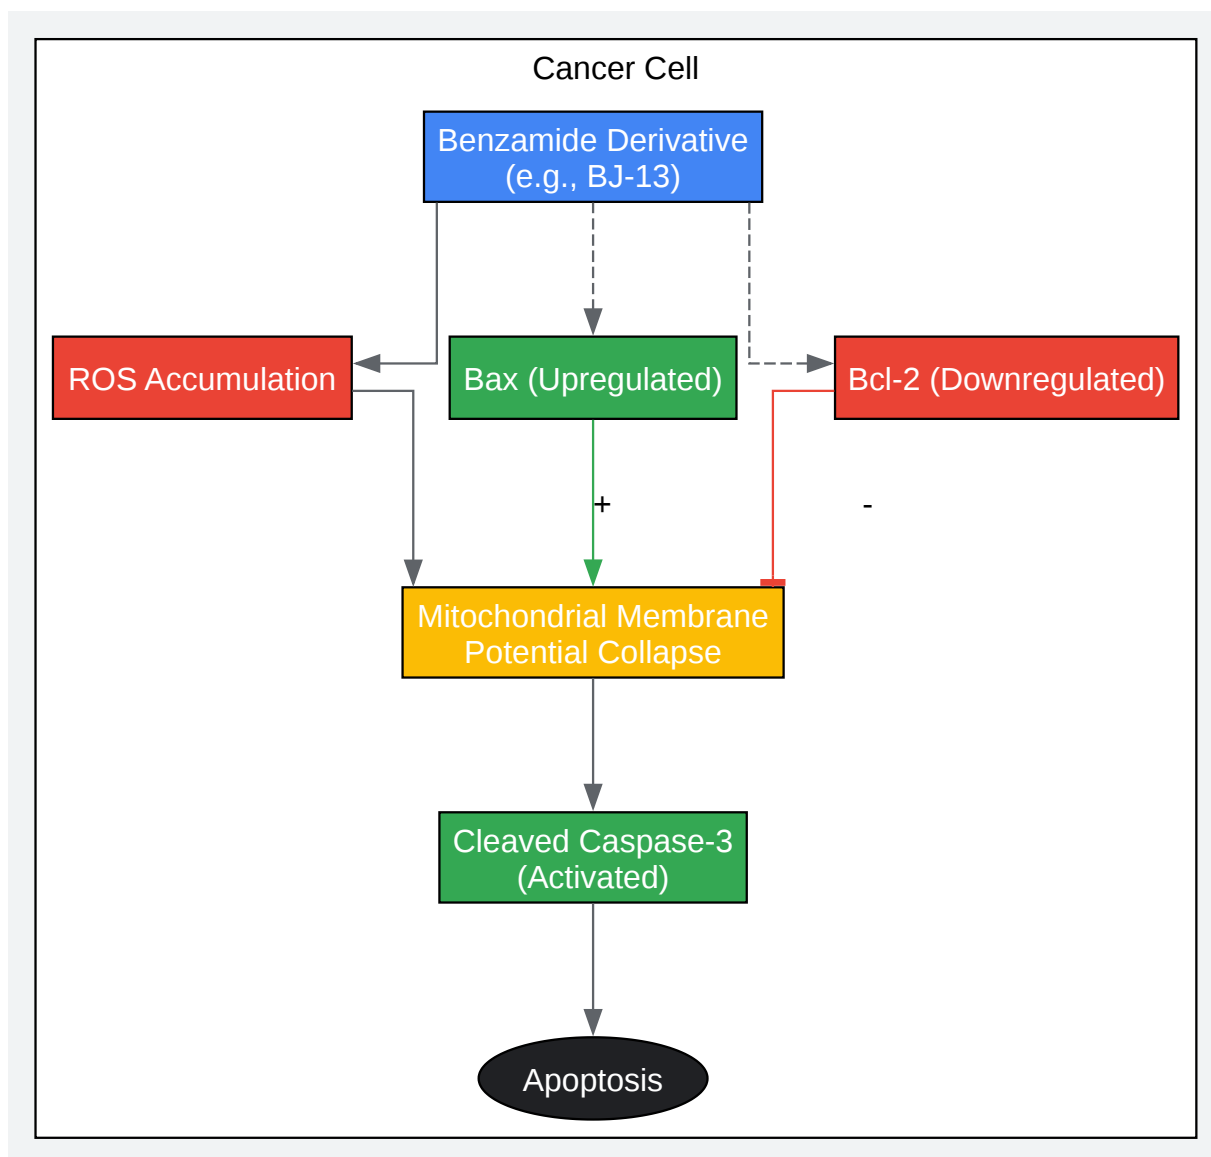 Cancer Cell
Benzamide Derivative
(e.g., BJ-13)
ROS Accumulation
Bax (Upregulated)
Bcl-2 (Downregulated)
+
-
Mitochondrial Membrane
Potential Collapse
Cleaved Caspase-3
(Activated)
Apoptosis